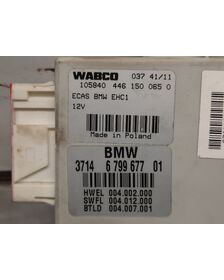 WABCO 037 41/11
105840 446 150 065 0
ECAS BMW EHC1
12V
Made in Poland
BMW
3714 6 799 677 01
HWEL 004.002.000
SWFL 004.012.000
BTLD 004.007.001